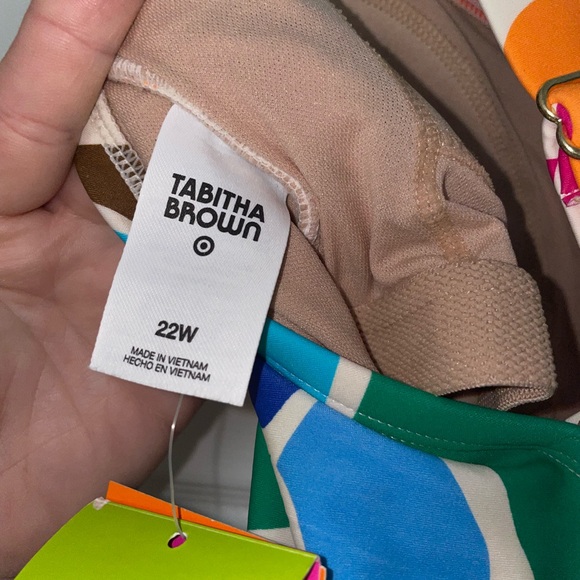 TABITHA
BROWN
22W
MADE IN VIETNAM
HECHO EN VIETNAM